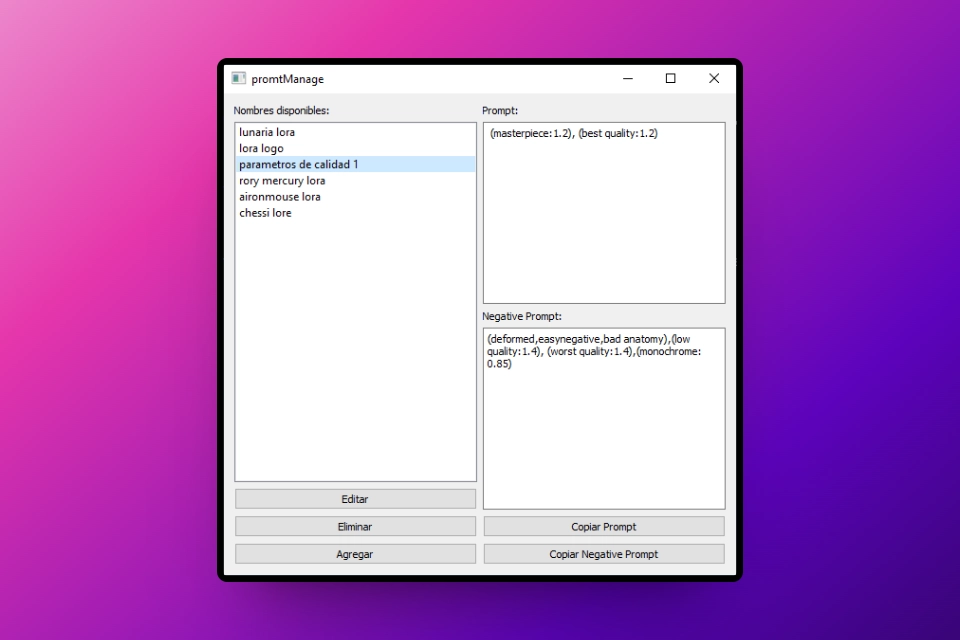 promtManage
Nombres disponibles:
lunaria lora
lora logo
parametros de calidad 1
rory mercury lora
aironmouse lora
chessi lore
Editar
Eliminar
Agregar
Prompt:
(masterpiece:1.2), (best quality:1.2)
Negative Prompt:
(deformed,easynegative,bad anatomy),(low
quality:1.4), (worst quality:1.4),(monochrome:
0.85)
Copiar Prompt
Copiar Negative Prompt